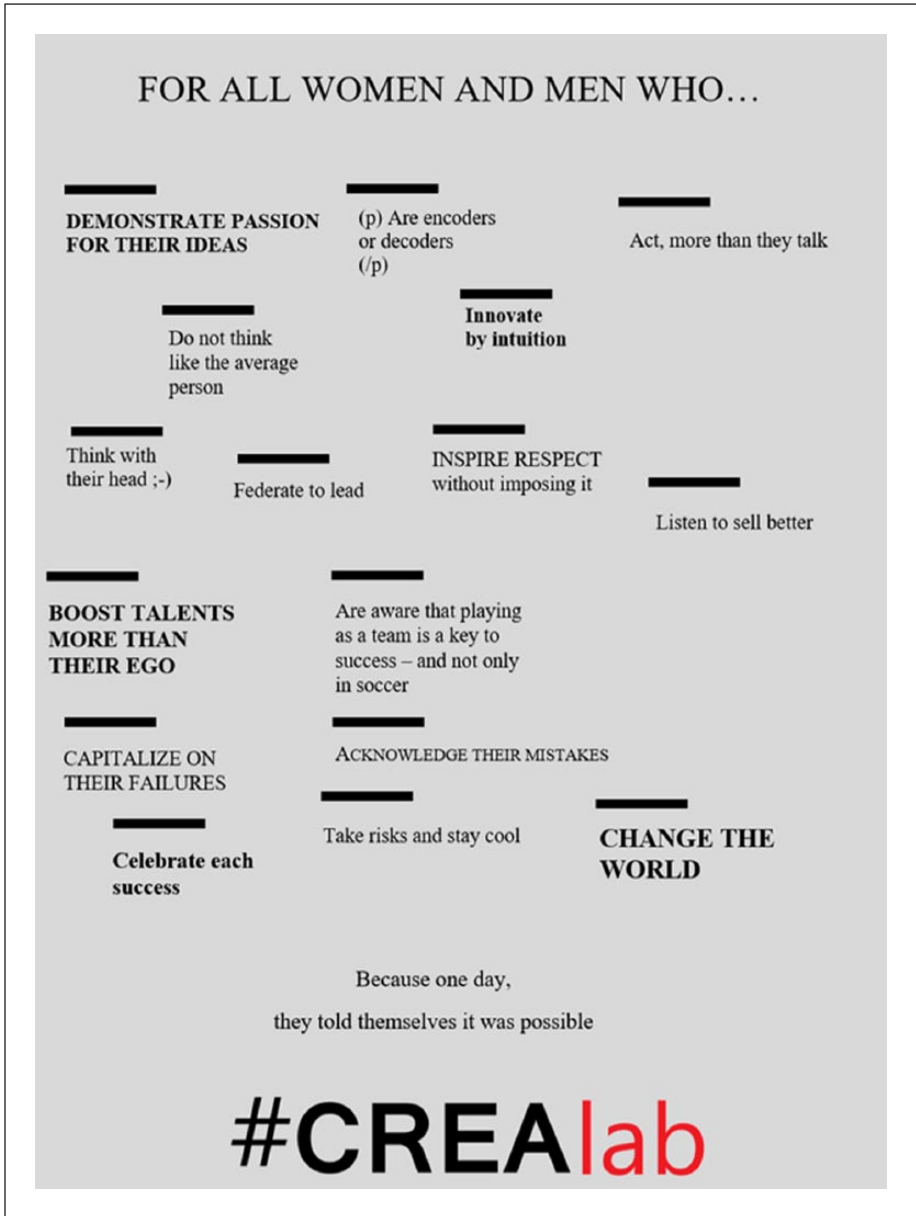 FOR ALL WOMEN AND MEN WHO…
DEMONSTRATE PASSION
FOR THEIR IDEAS
(p) Are encoders
or decoders
(/p)
Act, more than they talk
Do not think
like the average
person
Innovate
by intuition
Think with
their head ;-)
Federate to lead
INSPIRE RESPECT
without imposing it
Listen to sell better
BOOST TALENTS
MORE THAN
THEIR EGO
Are aware that playing
as a team is a key to
success – and not only
in soccer
CAPITALIZE ON
THEIR FAILURES
ACKNOWLEDGE THEIR MISTAKES
Celebrate each
success
Take risks and stay cool
CHANGE THE
WORLD
Because one day,
they told themselves it was possible
#CREAlab